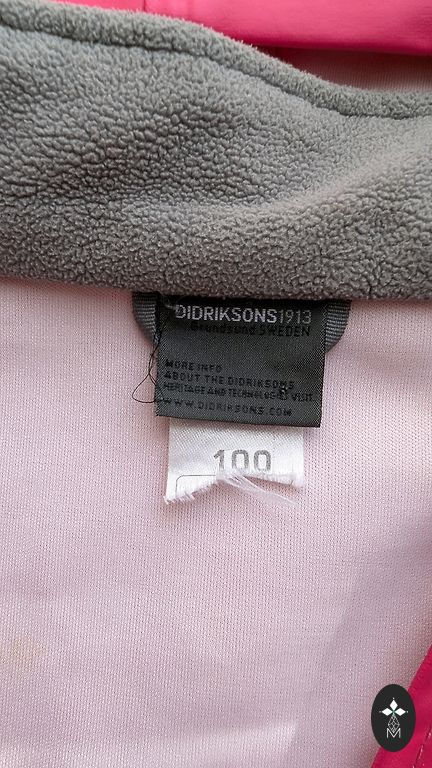 DIDRIKSONS1913
Grundsund SWEDEN
MORE INFO
ABOUT THE DIDRIKSONS
HERITAGE AND TECHNOLOGIES VISIT
WWW.DIDRIKSONS.COM
100
M